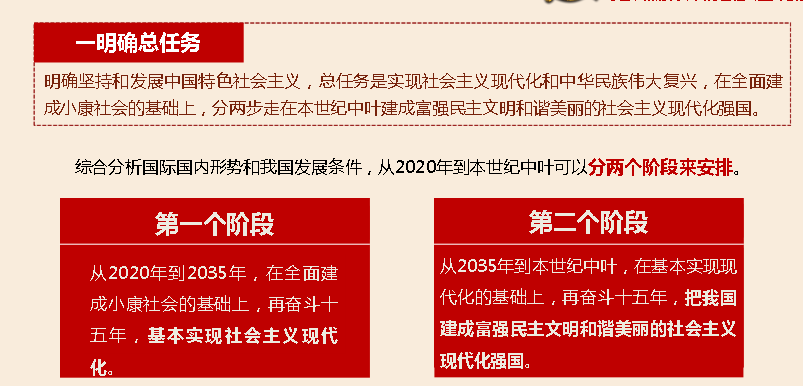 一明确总任务
明确坚持和发展中国特色社会主义，总任务是实现社会主义现代化和中华民族伟大复兴，在全面建
成小康社会的基础上，分两步走在本世纪中叶建成富强民主文明和谐美丽的社会主义现代化强国。
综合分析国际国内形势和我国发展条件，从2020年到本世纪中叶可以分两个阶段来安排。
第一个阶段
从2020年到2035年，在全面建
成小康社会的基础上，再奋斗十
五年，基本实现社会主义现代
化。
第二个阶段
从2035年到本世纪中叶，在基本实现现
代化的基础上，再奋斗十五年，把我国
建成富强民主文明和谐美丽的社会主义
现代化强国。